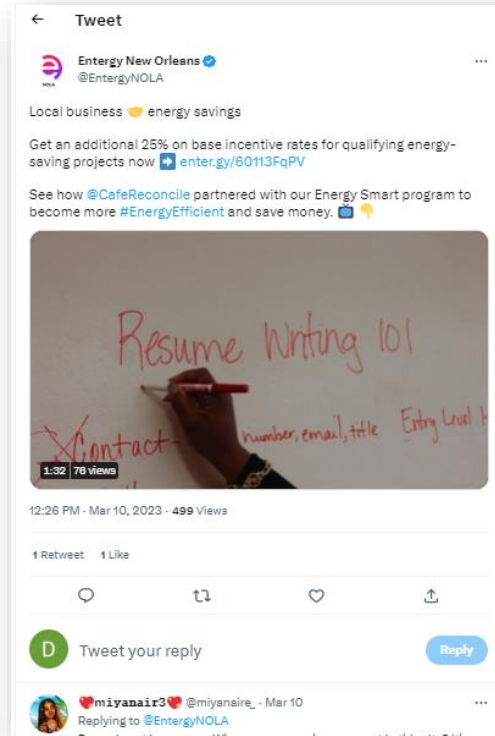 ← Tweet
Entergy New Orleans
@EntergyNOLA
Local business 🤝 energy savings
Get an additional 25% on base incentive rates for qualifying energy-
saving projects now ➡️ enter.gy/60113FqPV
See how @CafeReconcile partnered with our Energy Smart program to
become more #EnergyEfficient and save money. 📺 👇
Resume Writing 101
Contact - number, email, title Entry Level
1:32 76 views
12:26 PM · Mar 10, 2023 · 499 Views
1 Retweet 1 Like
D Tweet your reply Reply
❤️miyanair3❤️ @miyanaire_ · Mar 10
Replying to @EntergyNOLA